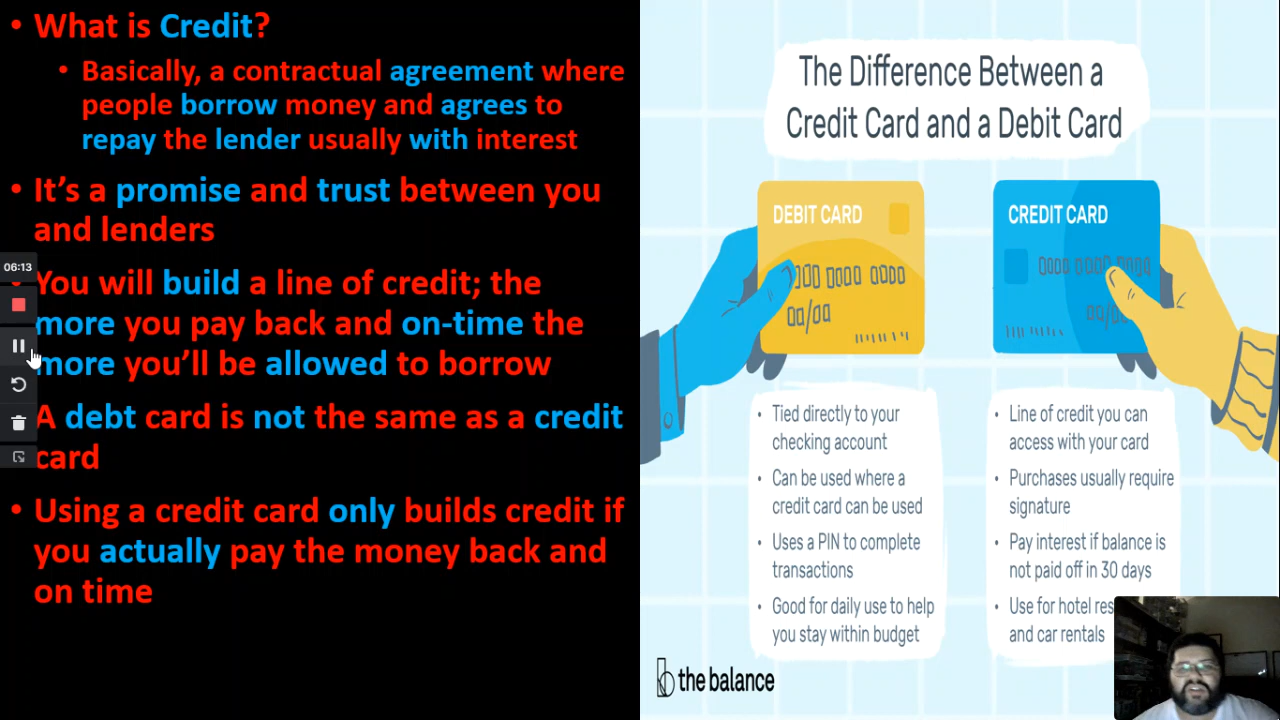 • What is Credit?
• Basically, a contractual agreement where
people borrow money and agrees to
repay the lender usually with interest
• It's a promise and trust between you
and lenders
You will build a line of credit; the
more you pay back and on-time the
more you'll be allowed to borrow
A debt card is not the same as a credit
card
• Using a credit card only builds credit if
you actually pay the money back and
on time
06:13
The Difference Between a
Credit Card and a Debit Card
DEBIT CARD
• Tied directly to your
checking account
• Can be used where a
credit card can be used
• Uses a PIN to complete
transactions
• Good for daily use to help
you stay within budget
CREDIT CARD
• Line of credit you can
access with your card
• Purchases usually require
signature
• Pay interest if balance is
not paid off in 30 days
• Use for hotel
and car rentals
the balance